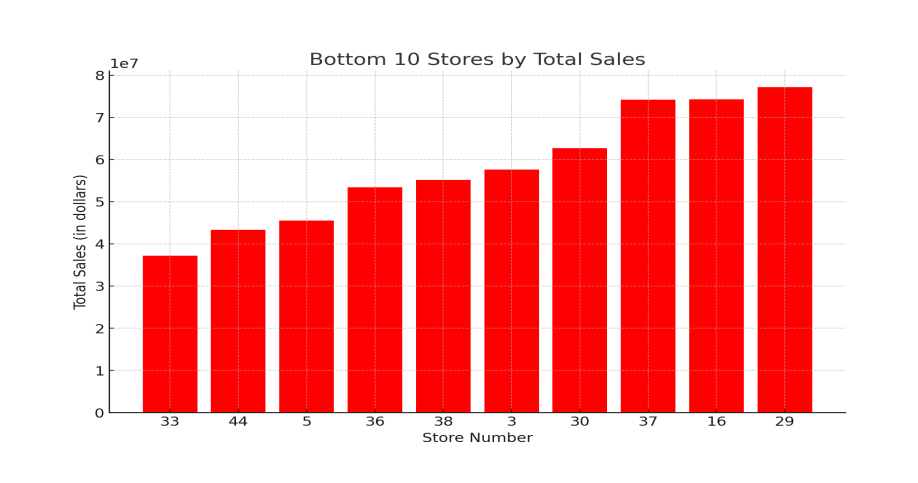 Bottom 10 Stores by Total Sales
1e7
8
7
6
5
4
3
2
1
0
Total Sales (in dollars)
33 44 5 36 38 3 30 37 16 29
Store Number